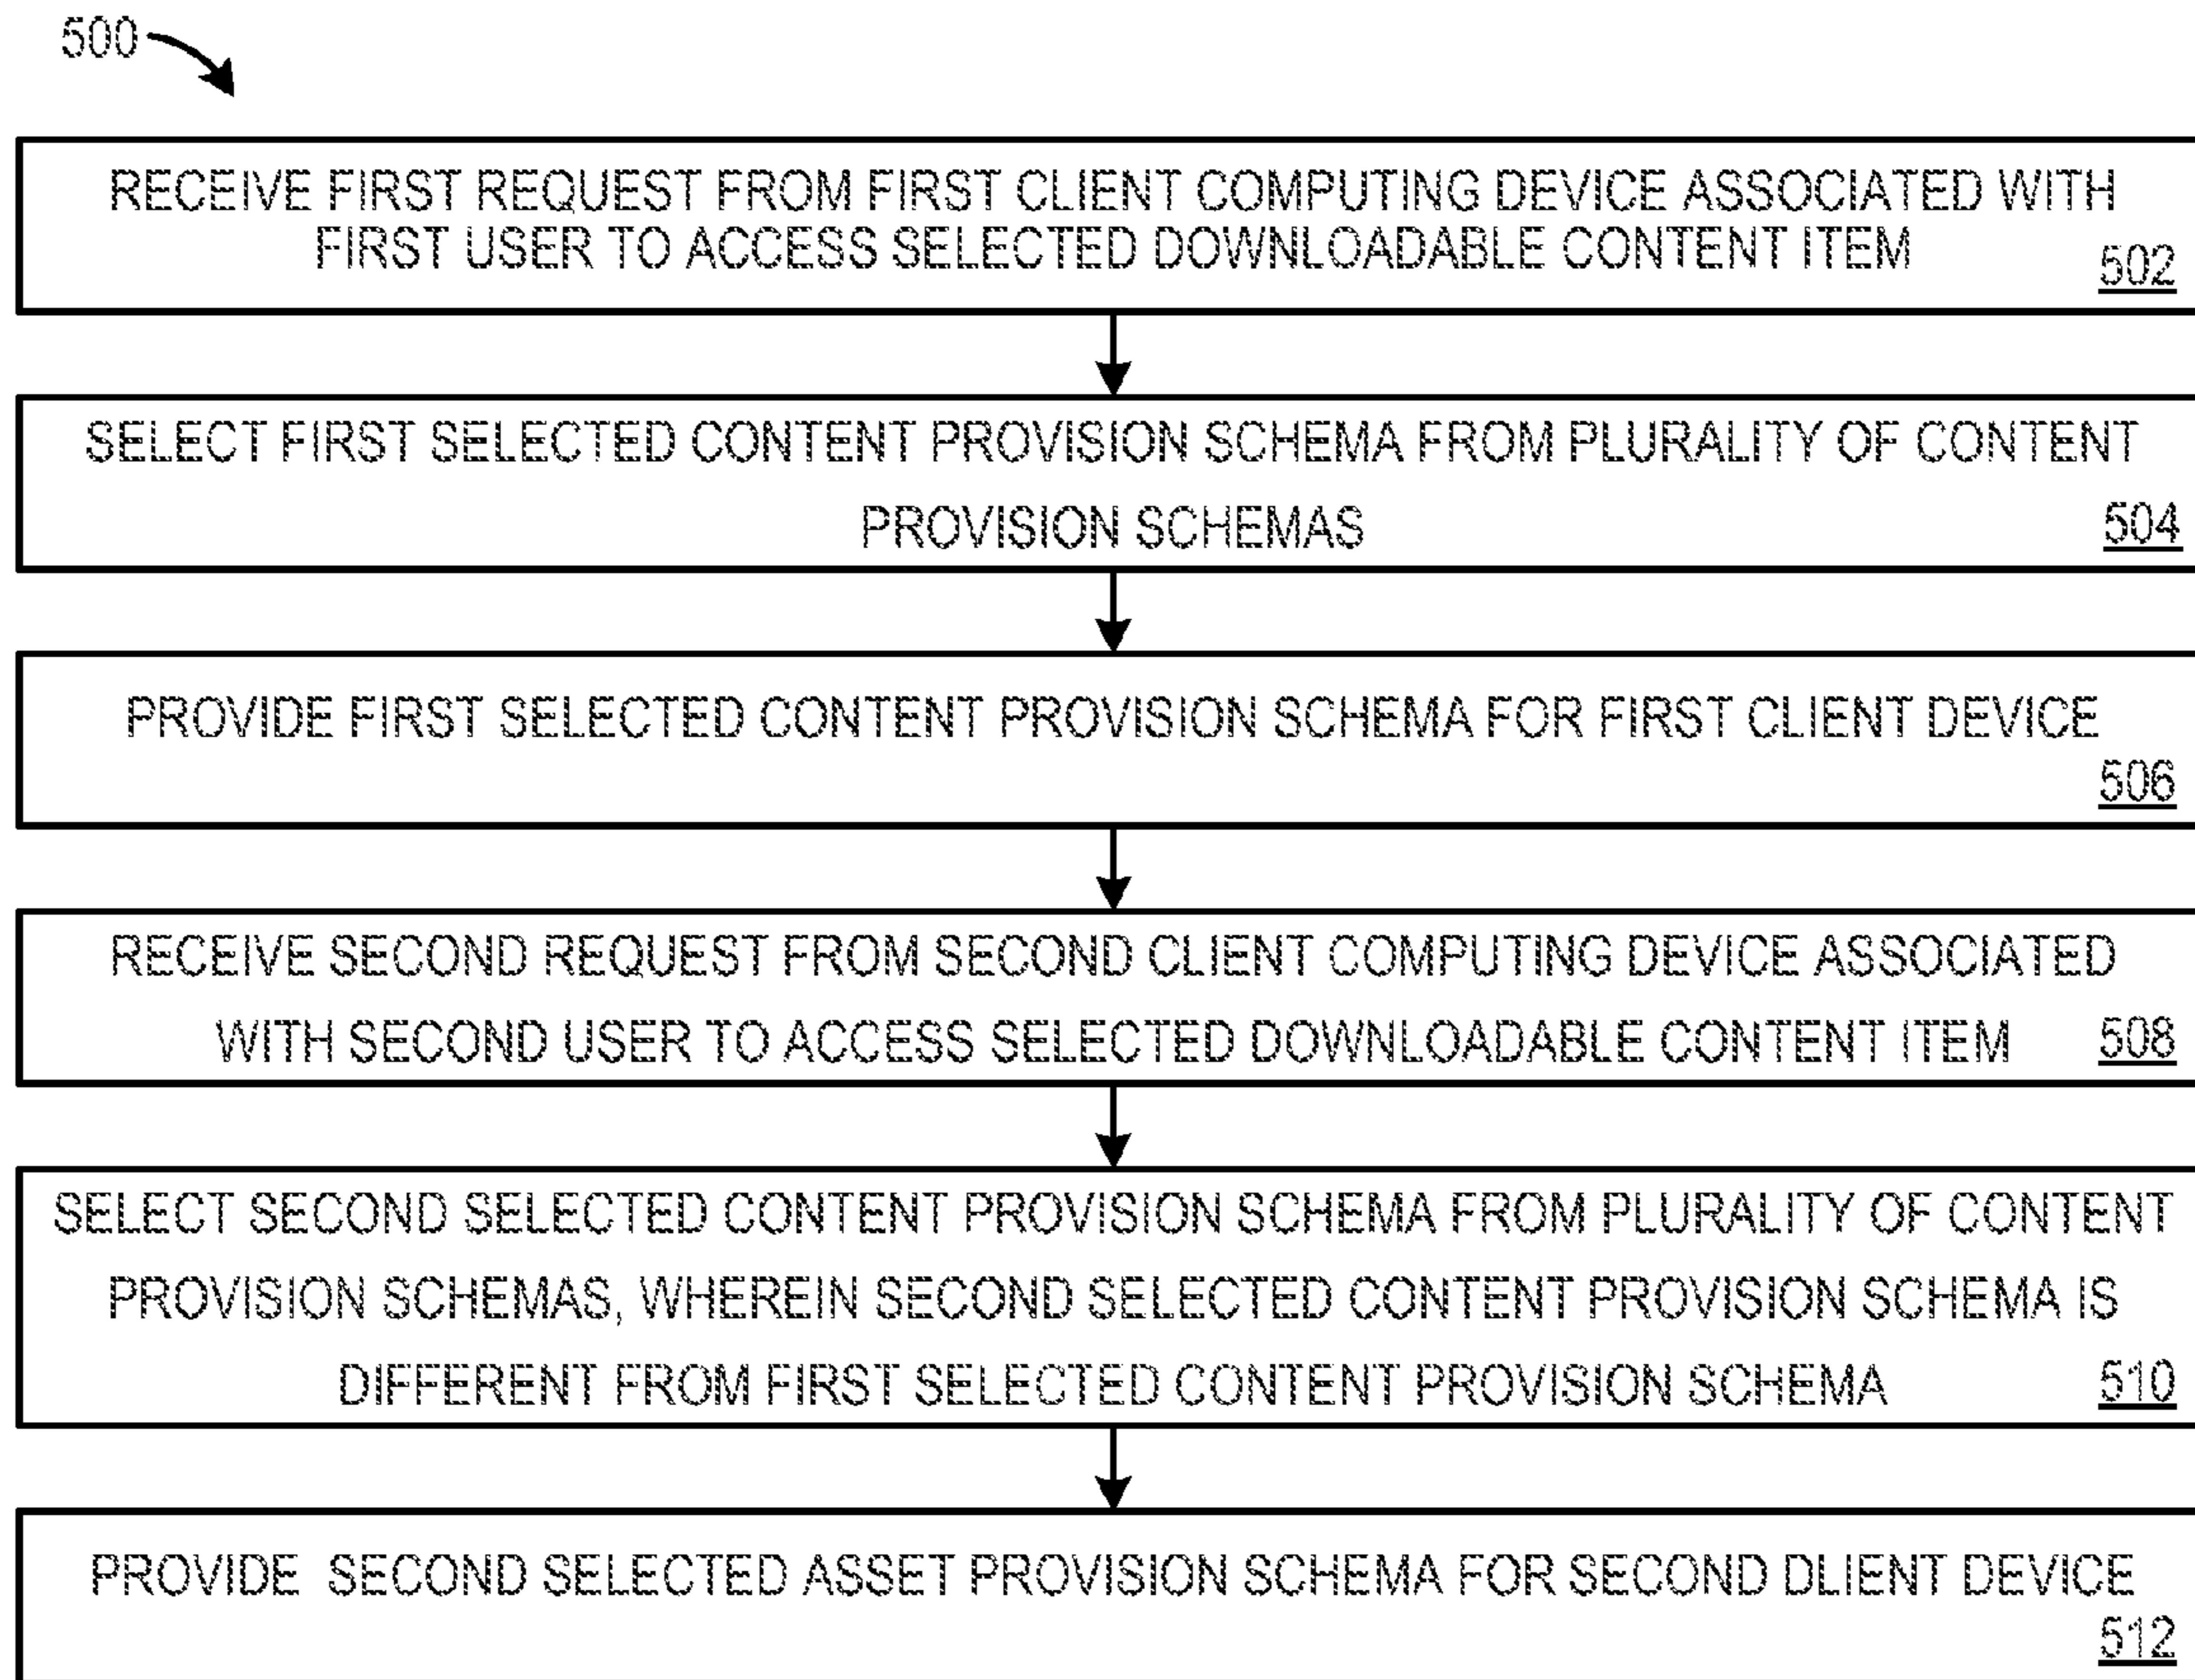 500
RECEIVE FIRST REQUEST FROM FIRST CLIENT COMPUTING DEVICE ASSOCIATED WITH
FIRST USER TO ACCESS SELECTED DOWNLOADABLE CONTENT ITEM
502
SELECT FIRST SELECTED CONTENT PROVISION SCHEMA FROM PLURALITY OF CONTENT
PROVISION SCHEMAS
504
PROVIDE FIRST SELECTED CONTENT PROVISION SCHEMA FOR FIRST CLIENT DEVICE
506
RECEIVE SECOND REQUEST FROM SECOND CLIENT COMPUTING DEVICE ASSOCIATED
WITH SECOND USER TO ACCESS SELECTED DOWNLOADABLE CONTENT ITEM
508
SELECT SECOND SELECTED CONTENT PROVISION SCHEMA FROM PLURALITY OF CONTENT
PROVISION SCHEMAS, WHEREIN SECOND SELECTED CONTENT PROVISION SCHEMA IS
DIFFERENT FROM FIRST SELECTED CONTENT PROVISION SCHEMA
510
PROVIDE SECOND SELECTED ASSET PROVISION SCHEMA FOR SECOND DLIENT DEVICE
512